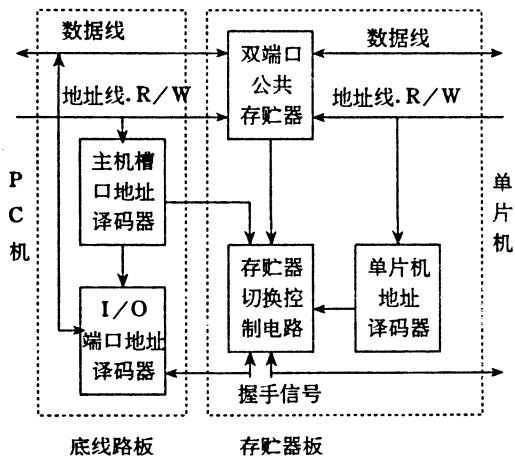 数据线
双端口
公共
存贮器
数据线
地址线.R/W
地址线.R/W
PC机
主机槽
口地址
译码器
单片机
I/O
端口地址
译码器
存贮器
切换控
制电路
单片机
地址
译码器
握手信号
底线路板
存贮器板